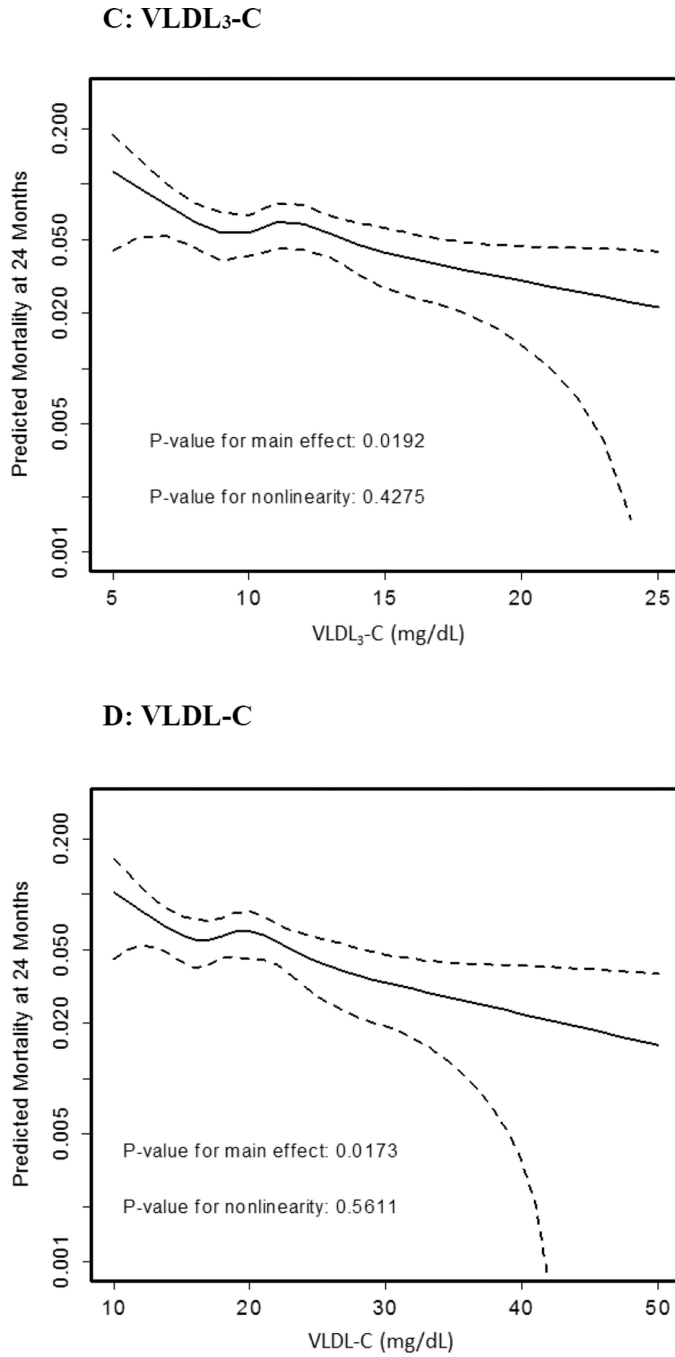 C: VLDL₃-C
Predicted Mortality at 24 Months
0.200
0.050
0.020
0.005
0.001
P-value for main effect: 0.0192
P-value for nonlinearity: 0.4275
5 10 15 20 25
VLDL₃-C (mg/dL)
D: VLDL-C
Predicted Mortality at 24 Months
0.200
0.050
0.020
0.005
0.001
P-value for main effect: 0.0173
P-value for nonlinearity: 0.5611
10 20 30 40 50
VLDL-C (mg/dL)